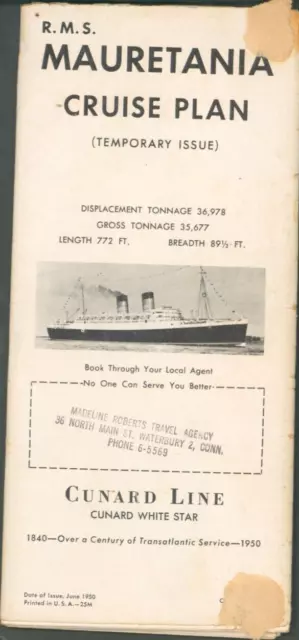 R.M.S.
MAURETANIA
CRUISE PLAN
(TEMPORARY ISSUE)
DISPLACEMENT TONNAGE 36,978
GROSS TONNAGE 35,677
LENGTH 772 FT. BREADTH 89½ FT.
Book Through Your Local Agent
No One Can Serve You Better
MADELINE ROBERTS TRAVEL AGENCY
36 NORTH MAIN ST. WATERBURY 2, CONN.
PHONE 6-5569
CUNARD LINE
CUNARD WHITE STAR
1840—Over a Century of Transatlantic Service—1950
Date of Issue, June 1950
Printed in U. S. A.—25M